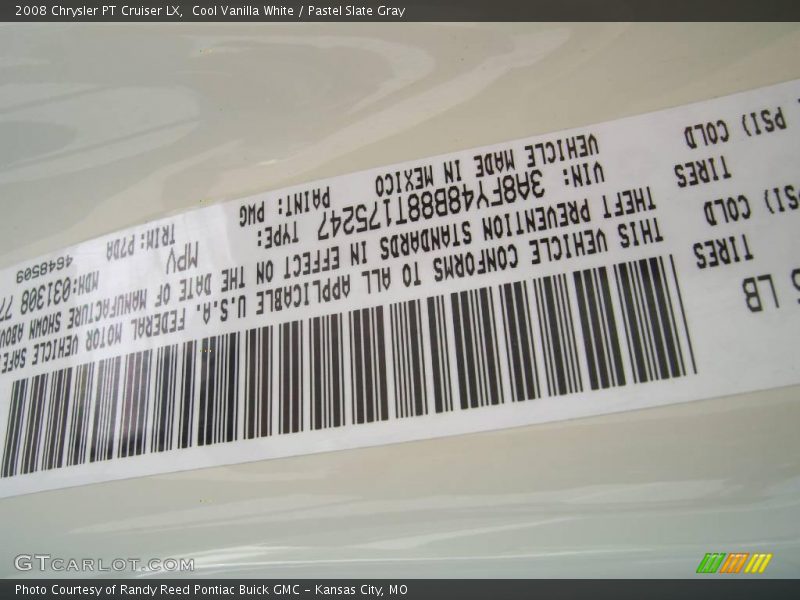 2008 Chrysler PT Cruiser LX,  Cool Vanilla White / Pastel Slate Gray
PSI) COLD
TIRES
PSI) COLD
TIRES
LB
THIS VEHICLE CONFORMS TO ALL APPLICABLE U.S.A. FEDERAL MOTOR VEHICLE
THEFT PREVENTION STANDARDS IN EFFECT ON THE DATE OF MANUFACTURE SHOWN
VIN: 3A8FY48B88T175247 TYPE: MPV MDH:031308
VEHICLE MADE IN MEXICO PAINT: PWG TRIM: P7DA 4648509
GTCARLOT.COM
Photo Courtesy of Randy Reed Pontiac Buick GMC – Kansas City, MO